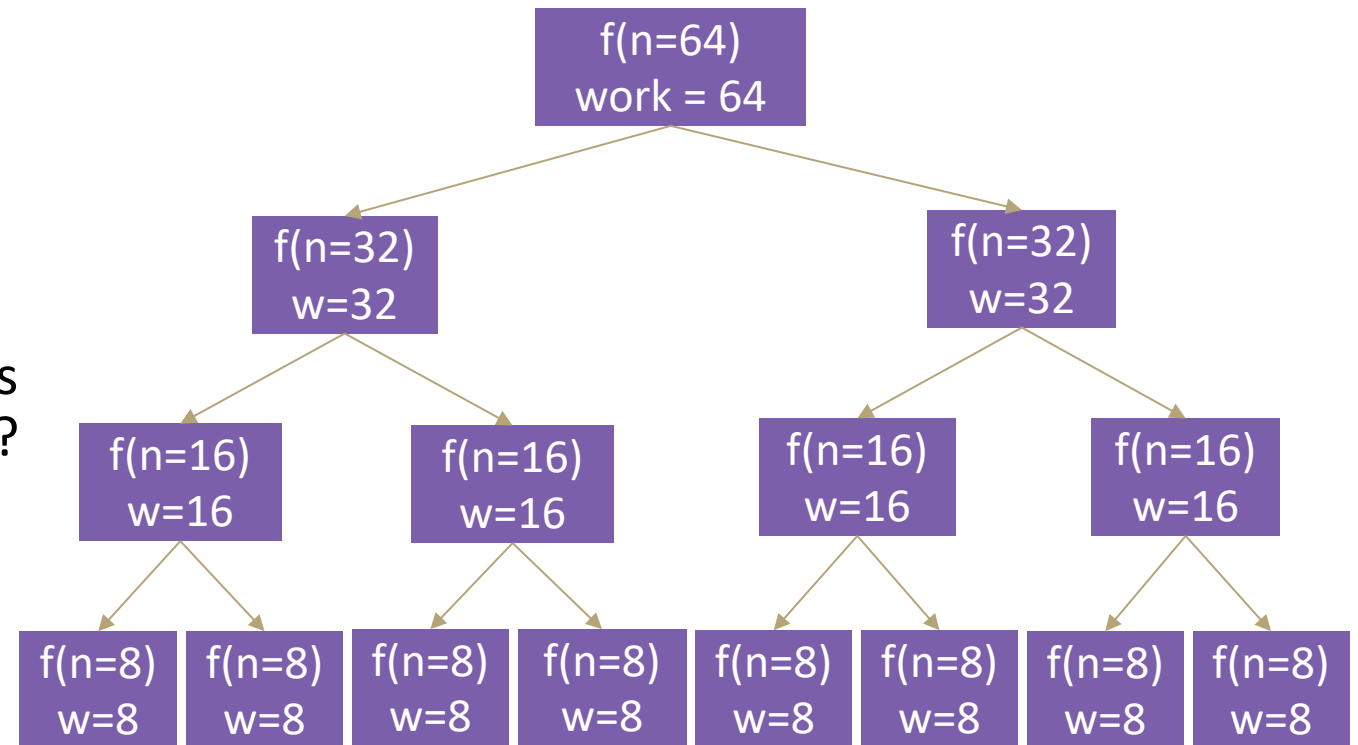 f(n=64)
work = 64
f(n=32)
w=32
f(n=32)
w=32
s
?
f(n=16)
w=16
f(n=16)
w=16
f(n=16)
w=16
f(n=16)
w=16
f(n=8)
w=8
f(n=8)
w=8
f(n=8)
w=8
f(n=8)
w=8
f(n=8)
w=8
f(n=8)
w=8
f(n=8)
w=8
f(n=8)
w=8